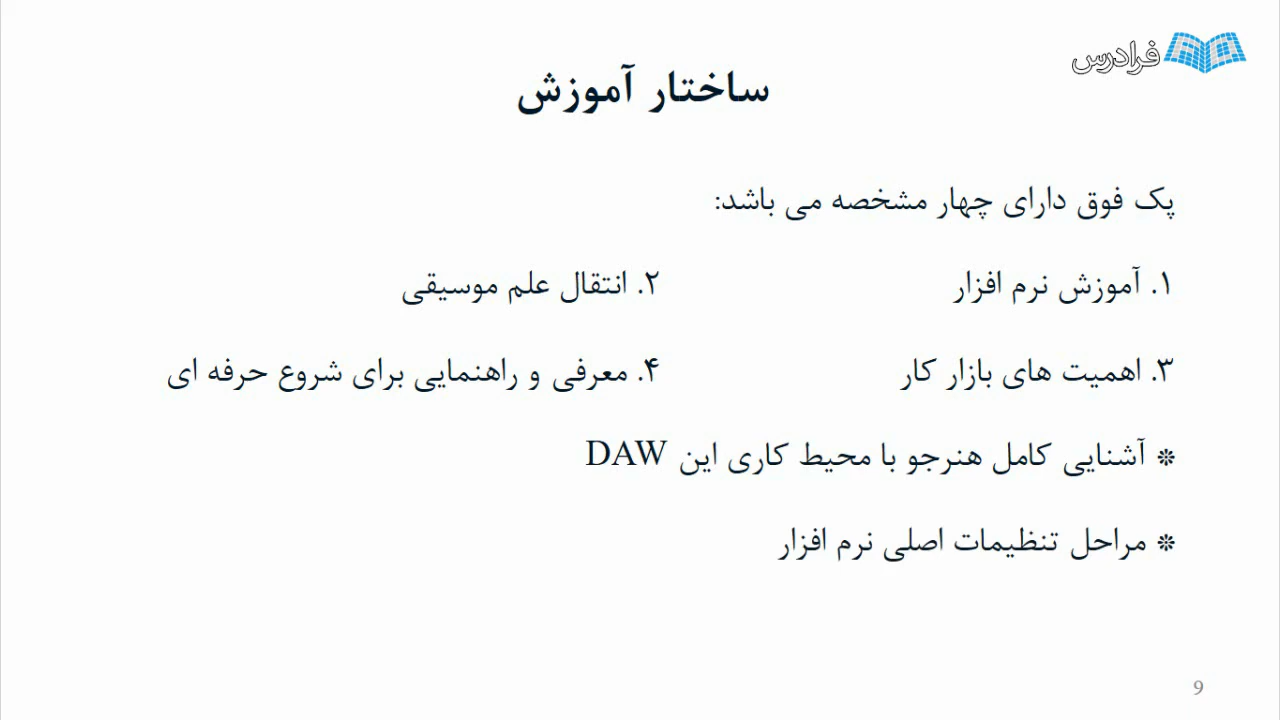 فرادرس
ساختار آموزش
پک فوق دارای چهار مشخصه می باشد:
۱. آموزش نرم افزار ۲. انتقال علم موسیقی
۳. اهمیت های بازار کار ۴. معرفی و راهنمایی برای شروع حرفه ای
❊ آشنایی کامل هنرجو با محیط کاری این DAW
❊ مراحل تنظیمات اصلی نرم افزار
9